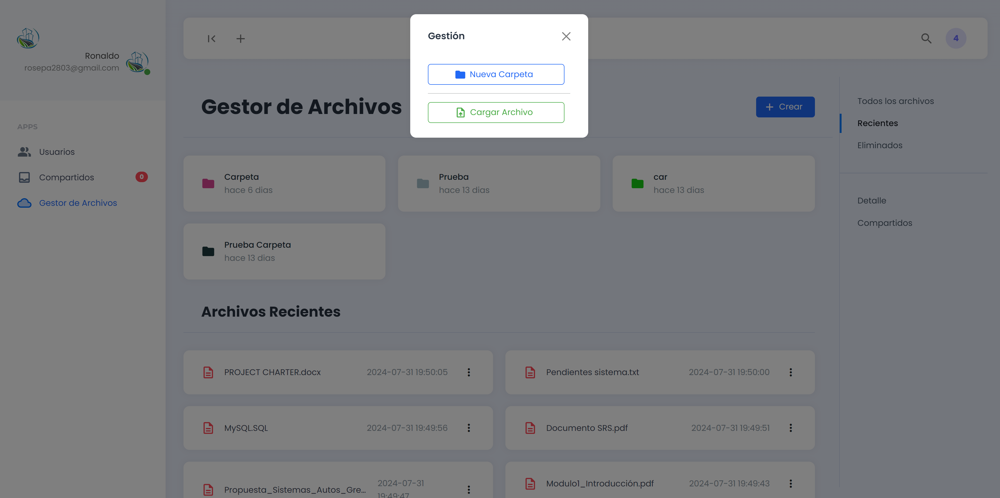 Ronaldo
rosepa2803@gmail.com
APPS
Usuarios
Compartidos 0
Gestor de Archivos
4
Gestión
Nueva Carpeta
Cargar Archivo
Gestor de Archivos
Crear
Carpeta
hace 6 dias
Prueba
hace 13 dias
car
hace 13 dias
Prueba Carpeta
hace 13 dias
Archivos Recientes
PROJECT CHARTER.docx 2024-07-31 19:50:05
Pendientes sistema.txt 2024-07-31 19:50:00
MySQL.SQL 2024-07-31 19:49:56
Documento SRS.pdf 2024-07-31 19:49:51
Propuesta_Sistemas_Autos_Gre... 2024-07-31
19:49:47
Modulo1_Introducción.pdf 2024-07-31 19:49:43
Todos los archivos
Recientes
Eliminados
Detalle
Compartidos